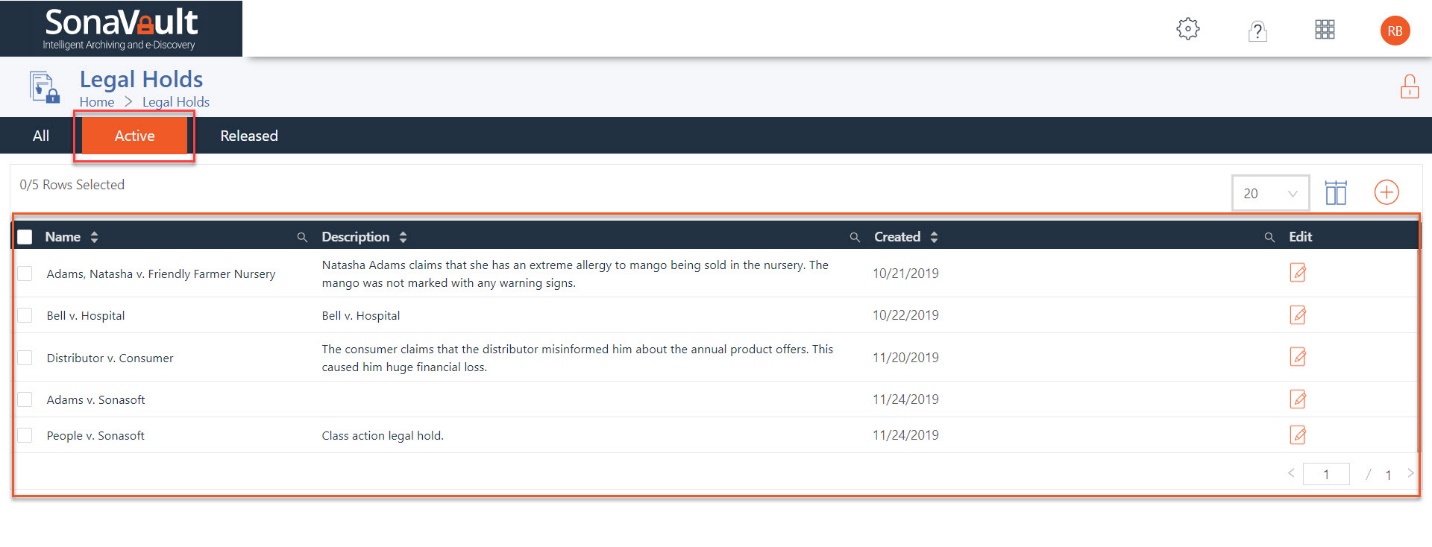 SonaVault
Intelligent Archiving and e-Discovery
?
RB
Legal Holds
Home > Legal Holds
All Active Released
0/5 Rows Selected
20
Name Description Created Edit
Adams, Natasha v. Friendly Farmer Nursery Natasha Adams claims that she has an extreme allergy to mango being sold in the nursery. The 10/21/2019
mango was not marked with any warning signs.
Bell v. Hospital Bell v. Hospital 10/22/2019
Distributor v. Consumer The consumer claims that the distributor misinformed him about the annual product offers. This 11/20/2019
caused him huge financial loss.
Adams v. Sonasoft 11/24/2019
People v. Sonasoft Class action legal hold. 11/24/2019
< 1 / 1 >